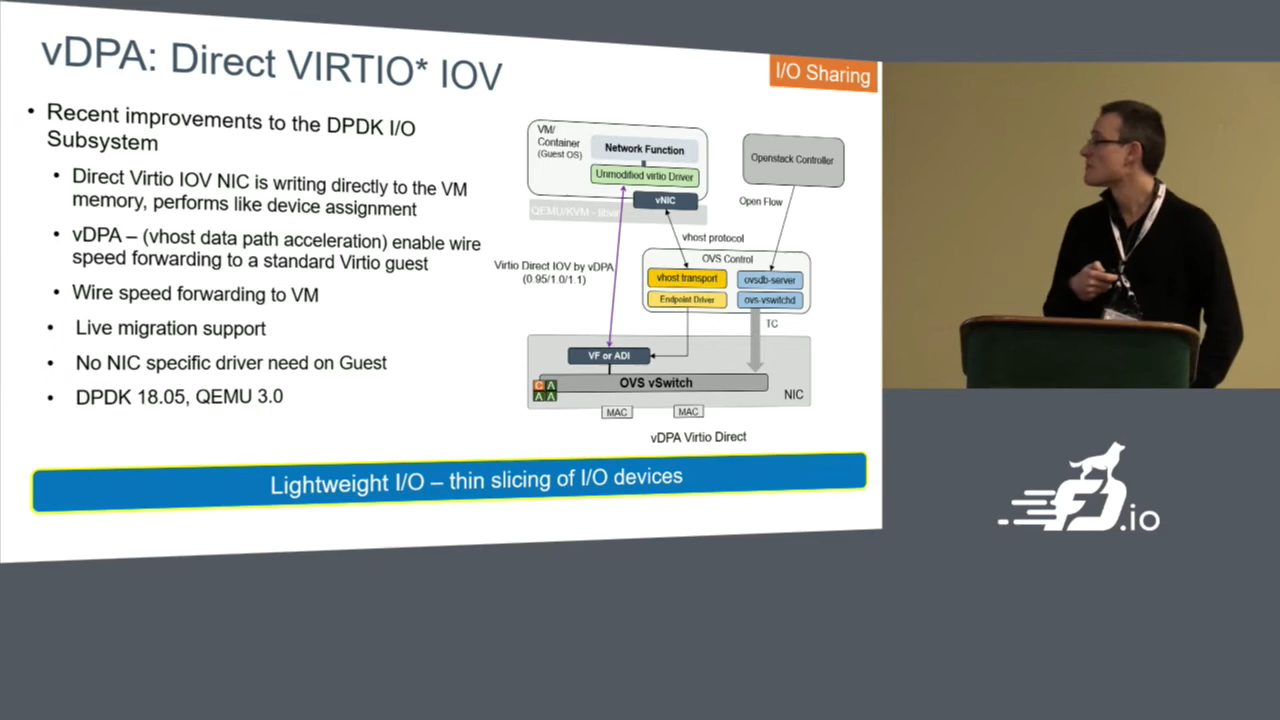 vDPA: Direct VIRTIO* IOV
I/O Sharing
• Recent improvements to the DPDK I/O
Subsystem
• Direct Virtio IOV NIC is writing directly to the VM
memory, performs like device assignment
• vDPA – (vhost data path acceleration) enable wire
speed forwarding to a standard Virtio guest
• Wire speed forwarding to VM
• Live migration support
• No NIC specific driver need on Guest
• DPDK 18.05, QEMU 3.0
VM/
Container
(Guest OS)
Network Function
Unmodified virtio Driver
vNIC
QEMU/KVM -
Openstack Controller
Open Flow
vhost protocol
OVS Control
vhost transport
ovsdb-server
Endpoint Driver
ovs-vswitchd
Virtio Direct IOV by vDPA
(0.95/1.0/1.1)
TC
VF or ADI
OVS vSwitch
C A
A A
NIC
MAC
MAC
vDPA Virtio Direct
Lightweight I/O – thin slicing of I/O devices
FD.io